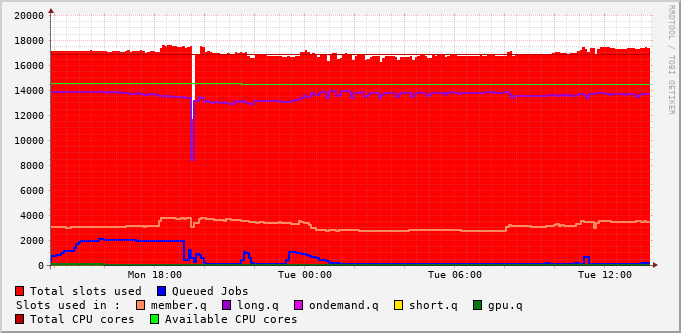 20000
18000
16000
14000
12000
10000
8000
6000
4000
2000
0
Mon 18:00 Tue 00:00 Tue 06:00 Tue 12:00
Total slots used Queued Jobs
Slots used in : member.q long.q ondemand.q short.q gpu.q
Total CPU cores Available CPU cores
RRDTOOL / TOBI OETIKER